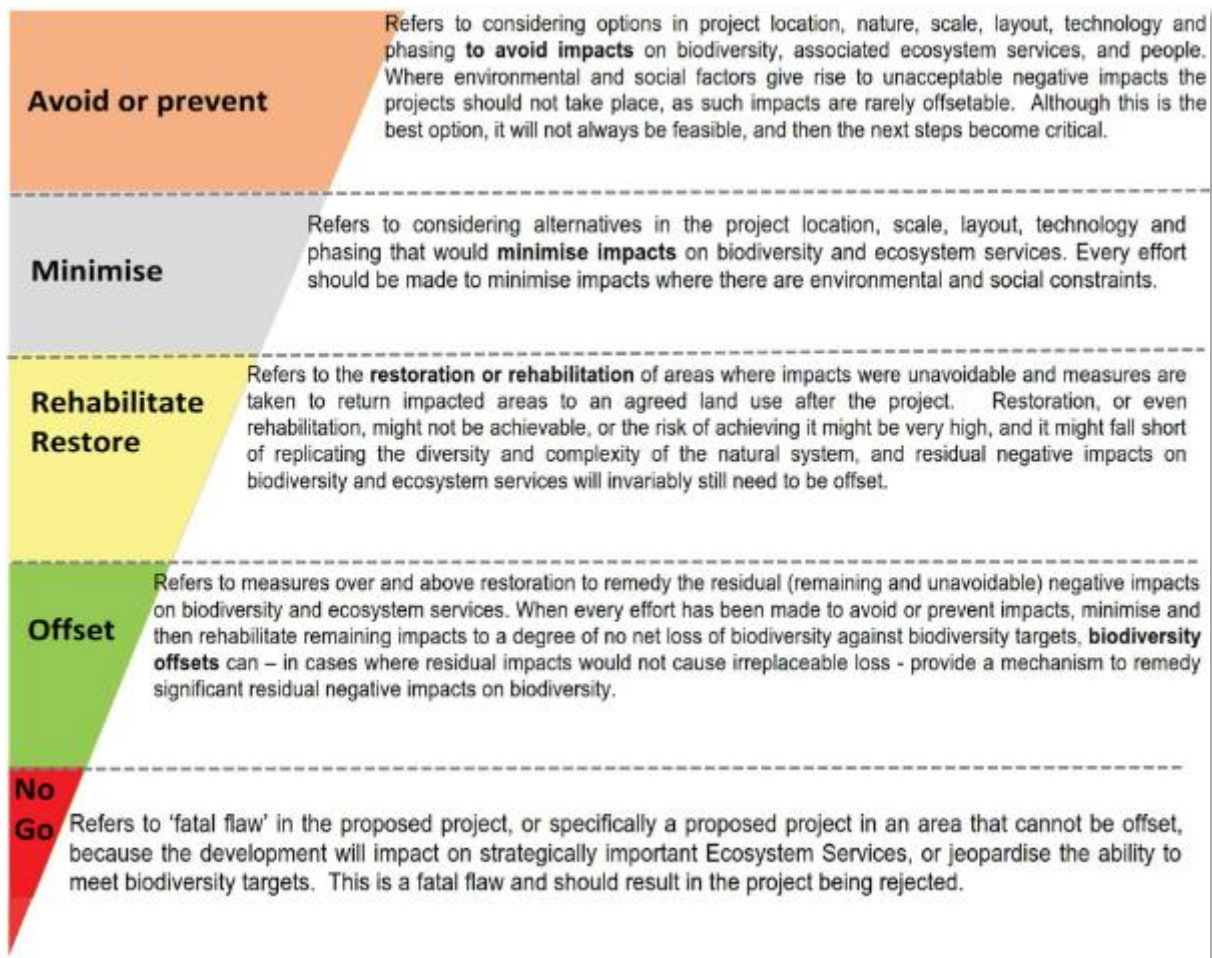 Avoid or prevent
Refers to considering options in project location, nature, scale, layout, technology and
phasing to avoid impacts on biodiversity, associated ecosystem services, and people.
Where environmental and social factors give rise to unacceptable negative impacts the
projects should not take place, as such impacts are rarely offsetable. Although this is the
best option, it will not always be feasible, and then the next steps become critical.
Minimise
Refers to considering alternatives in the project location, scale, layout, technology and
phasing that would minimise impacts on biodiversity and ecosystem services. Every effort
should be made to minimise impacts where there are environmental and social constraints.
Rehabilitate
Restore
Refers to the restoration or rehabilitation of areas where impacts were unavoidable and measures are
taken to return impacted areas to an agreed land use after the project. Restoration, or even
rehabilitation, might not be achievable, or the risk of achieving it might be very high, and it might fall short
of replicating the diversity and complexity of the natural system, and residual negative impacts on
biodiversity and ecosystem services will invariably still need to be offset.
Offset
Refers to measures over and above restoration to remedy the residual (remaining and unavoidable) negative impacts
on biodiversity and ecosystem services. When every effort has been made to avoid or prevent impacts, minimise and
then rehabilitate remaining impacts to a degree of no net loss of biodiversity against biodiversity targets, biodiversity
offsets can – in cases where residual impacts would not cause irreplaceable loss - provide a mechanism to remedy
significant residual negative impacts on biodiversity.
No
Go
Refers to ‘fatal flaw’ in the proposed project, or specifically a proposed project in an area that cannot be offset,
because the development will impact on strategically important Ecosystem Services, or jeopardise the ability to
meet biodiversity targets. This is a fatal flaw and should result in the project being rejected.